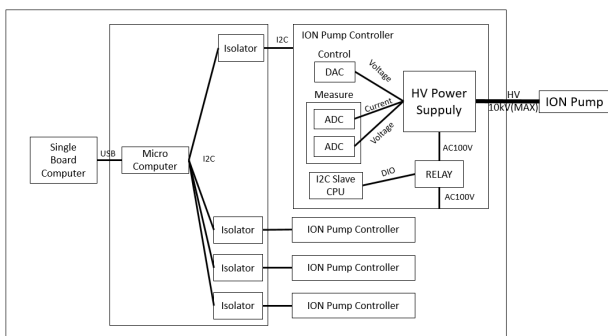 ION Pump Controller
I2C
Isolator
Control
DAC
Voltage
Measure
ADC
Current
ADC
Voltage
HV Power
Suppuly
HV
10kV(MAX)
ION Pump
AC100V
Single
Board
Computer
USB
Micro
Computer
I2C
I2C Slave
CPU
DIO
RELAY
AC100V
Isolator
ION Pump Controller
Isolator
ION Pump Controller
Isolator
ION Pump Controller